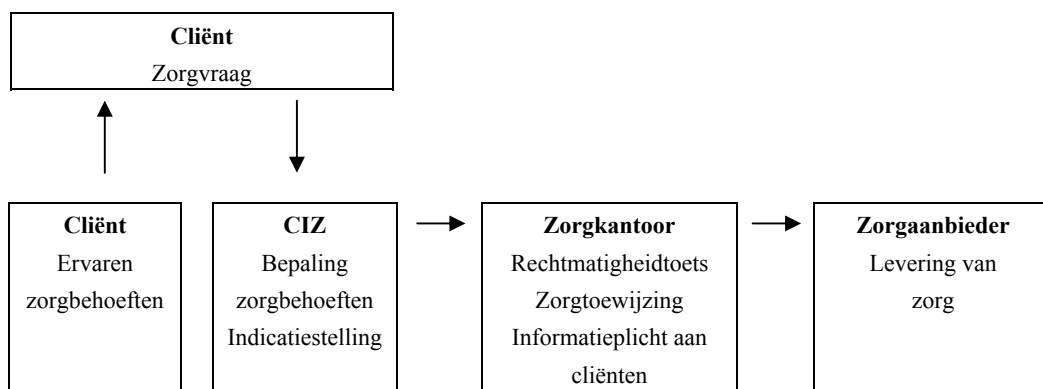 Cliënt
Zorgvraag
Cliënt
Ervaren
zorgbehoeften
CIZ
Bepaling
zorgbehoeften
Indicatiestelling
Zorgkantoor
Rechtmatigheidtoets
Zorgtoewijzing
Informatieplicht aan
cliënten
Zorgaanbieder
Levering van
zorg